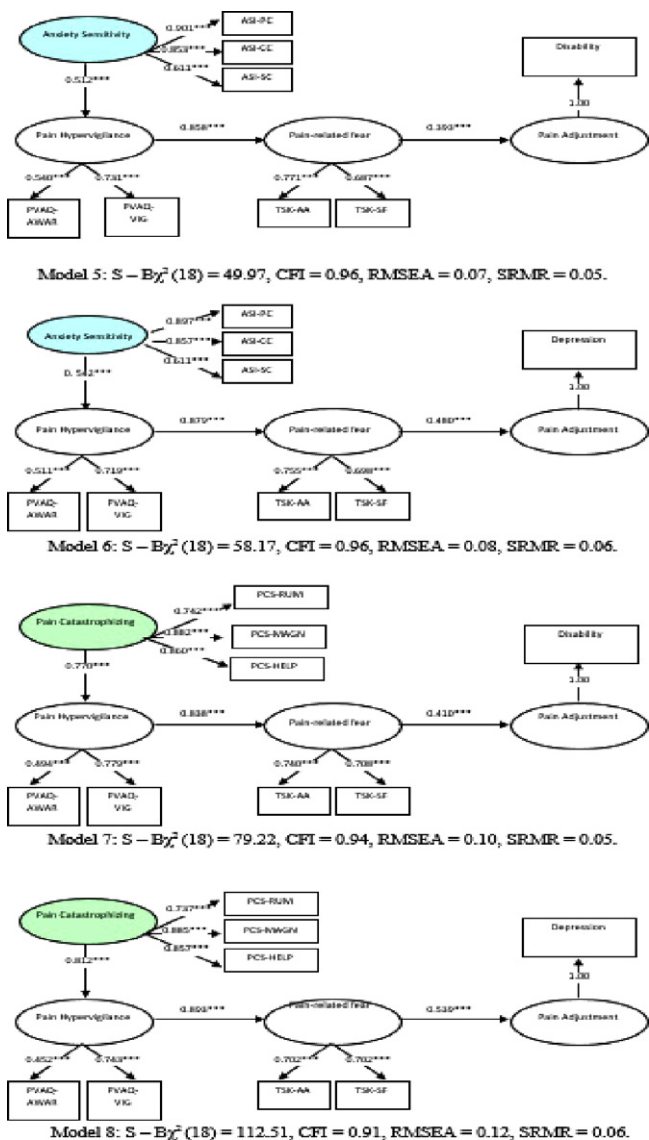 ASI-PC
Anxiety Sensitivity
0.901***
Disability
0.853***
ASI-CC
0.611***
ASI-SC
0.512***
1.00
Pain Hypervigilance
0.858***
Pain-related fear
0.393***
Pain Adjustment
0.540***
0.731***
0.771***
0.687***
PVAQ-
AWAR
PVAQ-
VIG
TSK-AA
TSK-SF
Model 5: S – Bχ² (18) = 49.97, CFI = 0.96, RMSEA = 0.07, SRMR = 0.05.
ASI-PC
0.897***
Anxiety Sensitivity
0.857***
ASI-CC
Depression
0.611***
ASI-SC
0. 542***
1.00
Pain Hypervigilance
0.879***
Pain-related fear
0.480***
Pain Adjustment
0.511***
0.719***
0.755***
0.698***
PVAQ-
AWAR
PVAQ-
VIG
TSK-AA
TSK-SF
Model 6: S – Bχ² (18) = 58.17, CFI = 0.96, RMSEA = 0.08, SRMR = 0.06.
PCS-RUM
0.742***
Pain Catastrophizing
0.882***
PCS-MAGN
Disability
0.860***
PCS-HELP
0.770***
1.00
Pain Hypervigilance
0.838***
Pain-related fear
0.410***
Pain Adjustment
0.494***
0.779***
0.740***
0.708***
PVAQ-
AWAR
PVAQ-
VIG
TSK-AA
TSK-SF
Model 7: S – Bχ² (18) = 79.22, CFI = 0.94, RMSEA = 0.10, SRMR = 0.05.
PCS-RUM
0.737***
Pain Catastrophizing
0.885***
PCS-MAGN
Depression
0.857***
PCS-HELP
0.812***
1.00
Pain Hypervigilance
0.893***
Pain-related fear
0.539***
Pain Adjustment
0.452***
0.743***
0.702***
0.702***
PVAQ-
AWAR
PVAQ-
VIG
TSK-AA
TSK-SF
Model 8: S – Bχ² (18) = 112.51, CFI = 0.91, RMSEA = 0.12, SRMR = 0.06.